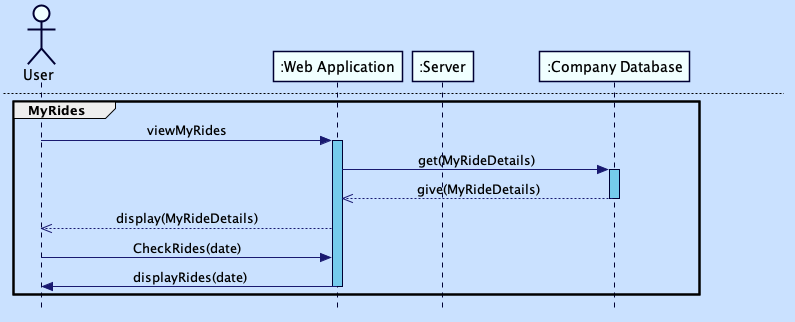 User
:Web Application
:Server
:Company Database
MyRides
viewMyRides
get(MyRideDetails)
give(MyRideDetails)
display(MyRideDetails)
CheckRides(date)
displayRides(date)